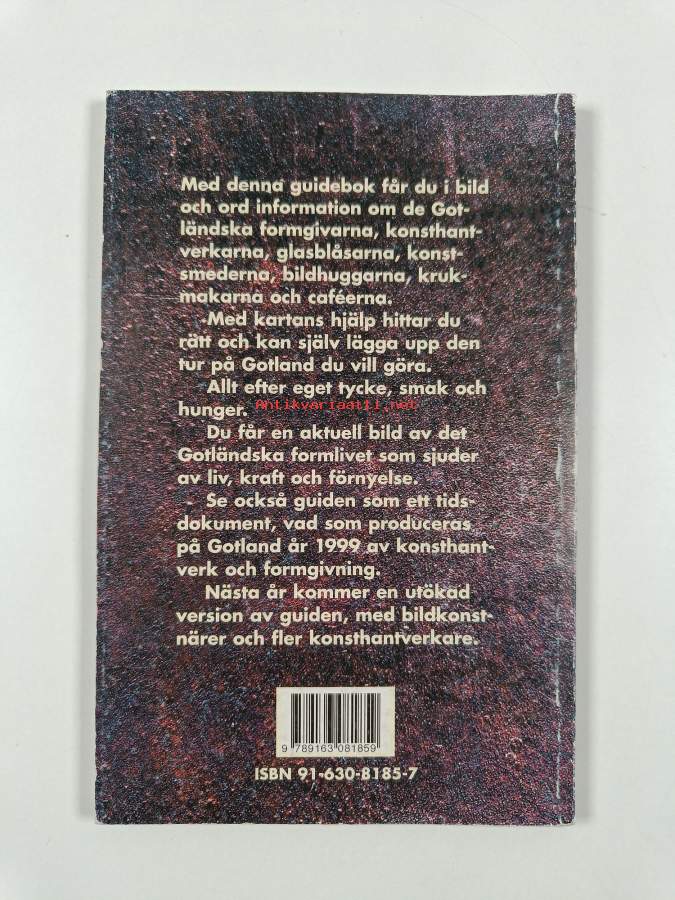 Med denna guidebok får du i bild
och ord information om de Got-
ländska formgivarna, konsthant-
verkarna, glasblåsarna, konst-
smederna, bildhuggarna, kruk-
makarna och caféerna.
Med kartans hjälp hittar du
rätt och kan själv lägga upp den
tur på Gotland du vill göra.
Allt efter eget tycke, smak och
hunger.
Antikvariaatti.net
Du får en aktuell bild av det
Gotländska formlivet som sjuder
av liv, kraft och förnyelse.
Se också guiden som ett tids-
dokument, vad som produceras
på Gotland år 1999 av konsthant-
verk och formgivning.
Nästa år kommer en utökad
version av guiden, med bildkonst-
närer och fler konsthantverkare.
9 789163 081859
ISBN 91-630-8185-7